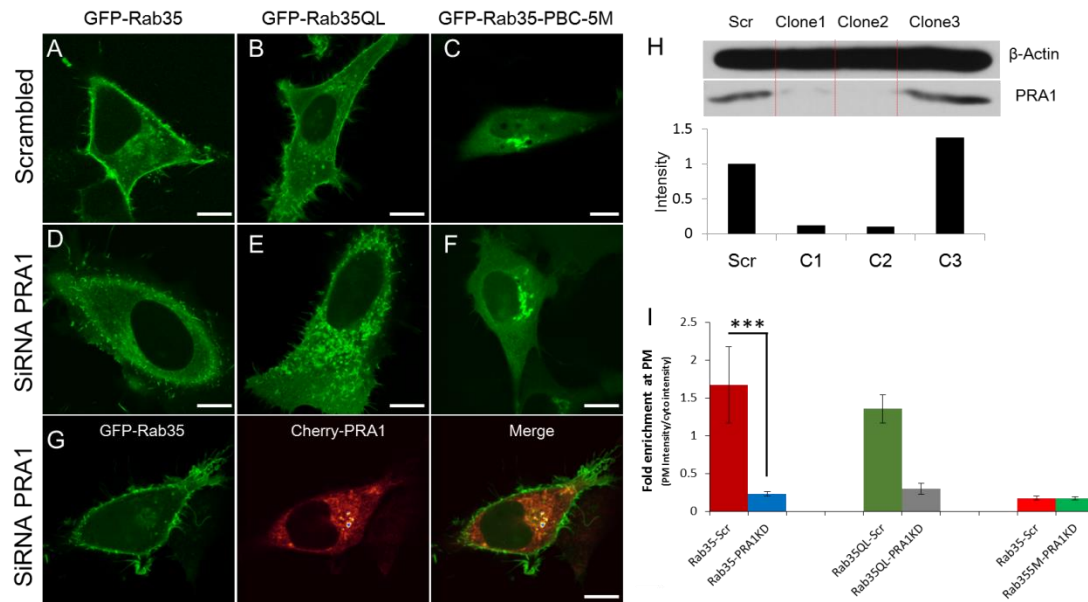 GFP-Rab35 GFP-Rab35QL GFP-Rab35-PBC-5M
Scrambled
A B C
SiRNA PRA1
D E F
SiRNA PRA1
G GFP-Rab35 Cherry-PRA1 Merge
H
Scr Clone1 Clone2 Clone3
β-Actin
PRA1
Intensity
1.5
1
0.5
0
Scr C1 C2 C3
I
Fold enrichment at PM
(PM Intensity/cyto intensity)
2.5
2
1.5
1
0.5
0
***
Rab35-Scr
Rab35-PRA1KD
Rab35QL-Scr
Rab35QL-PRA1KD
Rab35-Scr
Rab355M-PRA1KD